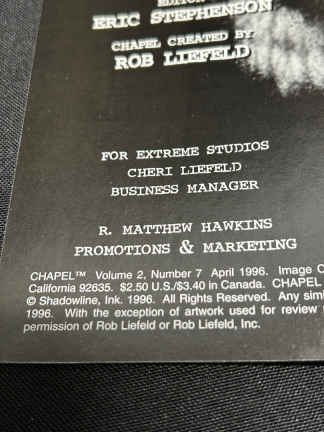 EDITOR
ERIC STEPHENSON
CHAPEL CREATED BY
ROB LIEFELD
FOR EXTREME STUDIOS
CHERI LIEFELD
BUSINESS MANAGER
R. MATTHEW HAWKINS
PROMOTIONS & MARKETING
CHAPEL™ Volume 2, Number 7 April 1996. Image
California 92635. $2.50 U.S./$3.40 in Canada. CHAPEL
© Shadowline, Ink. 1996. All Rights Reserved. Any
1996. With the exception of artwork used for review
permission of Rob Liefeld or Rob Liefeld, Inc.